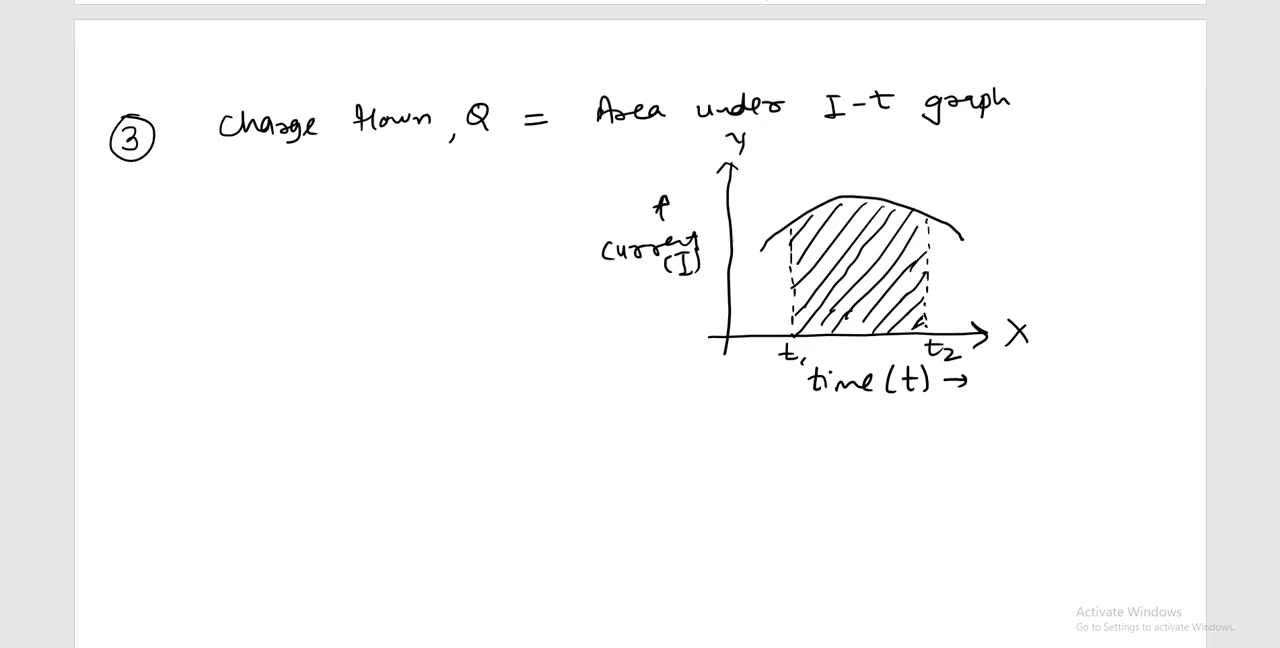 ③ Charge flown, Q = Area under I-t graph
Y
↑
current
(I)
X
t₁ t₂
time (t) →
Activate Windows
Go to Settings to activate Windows.